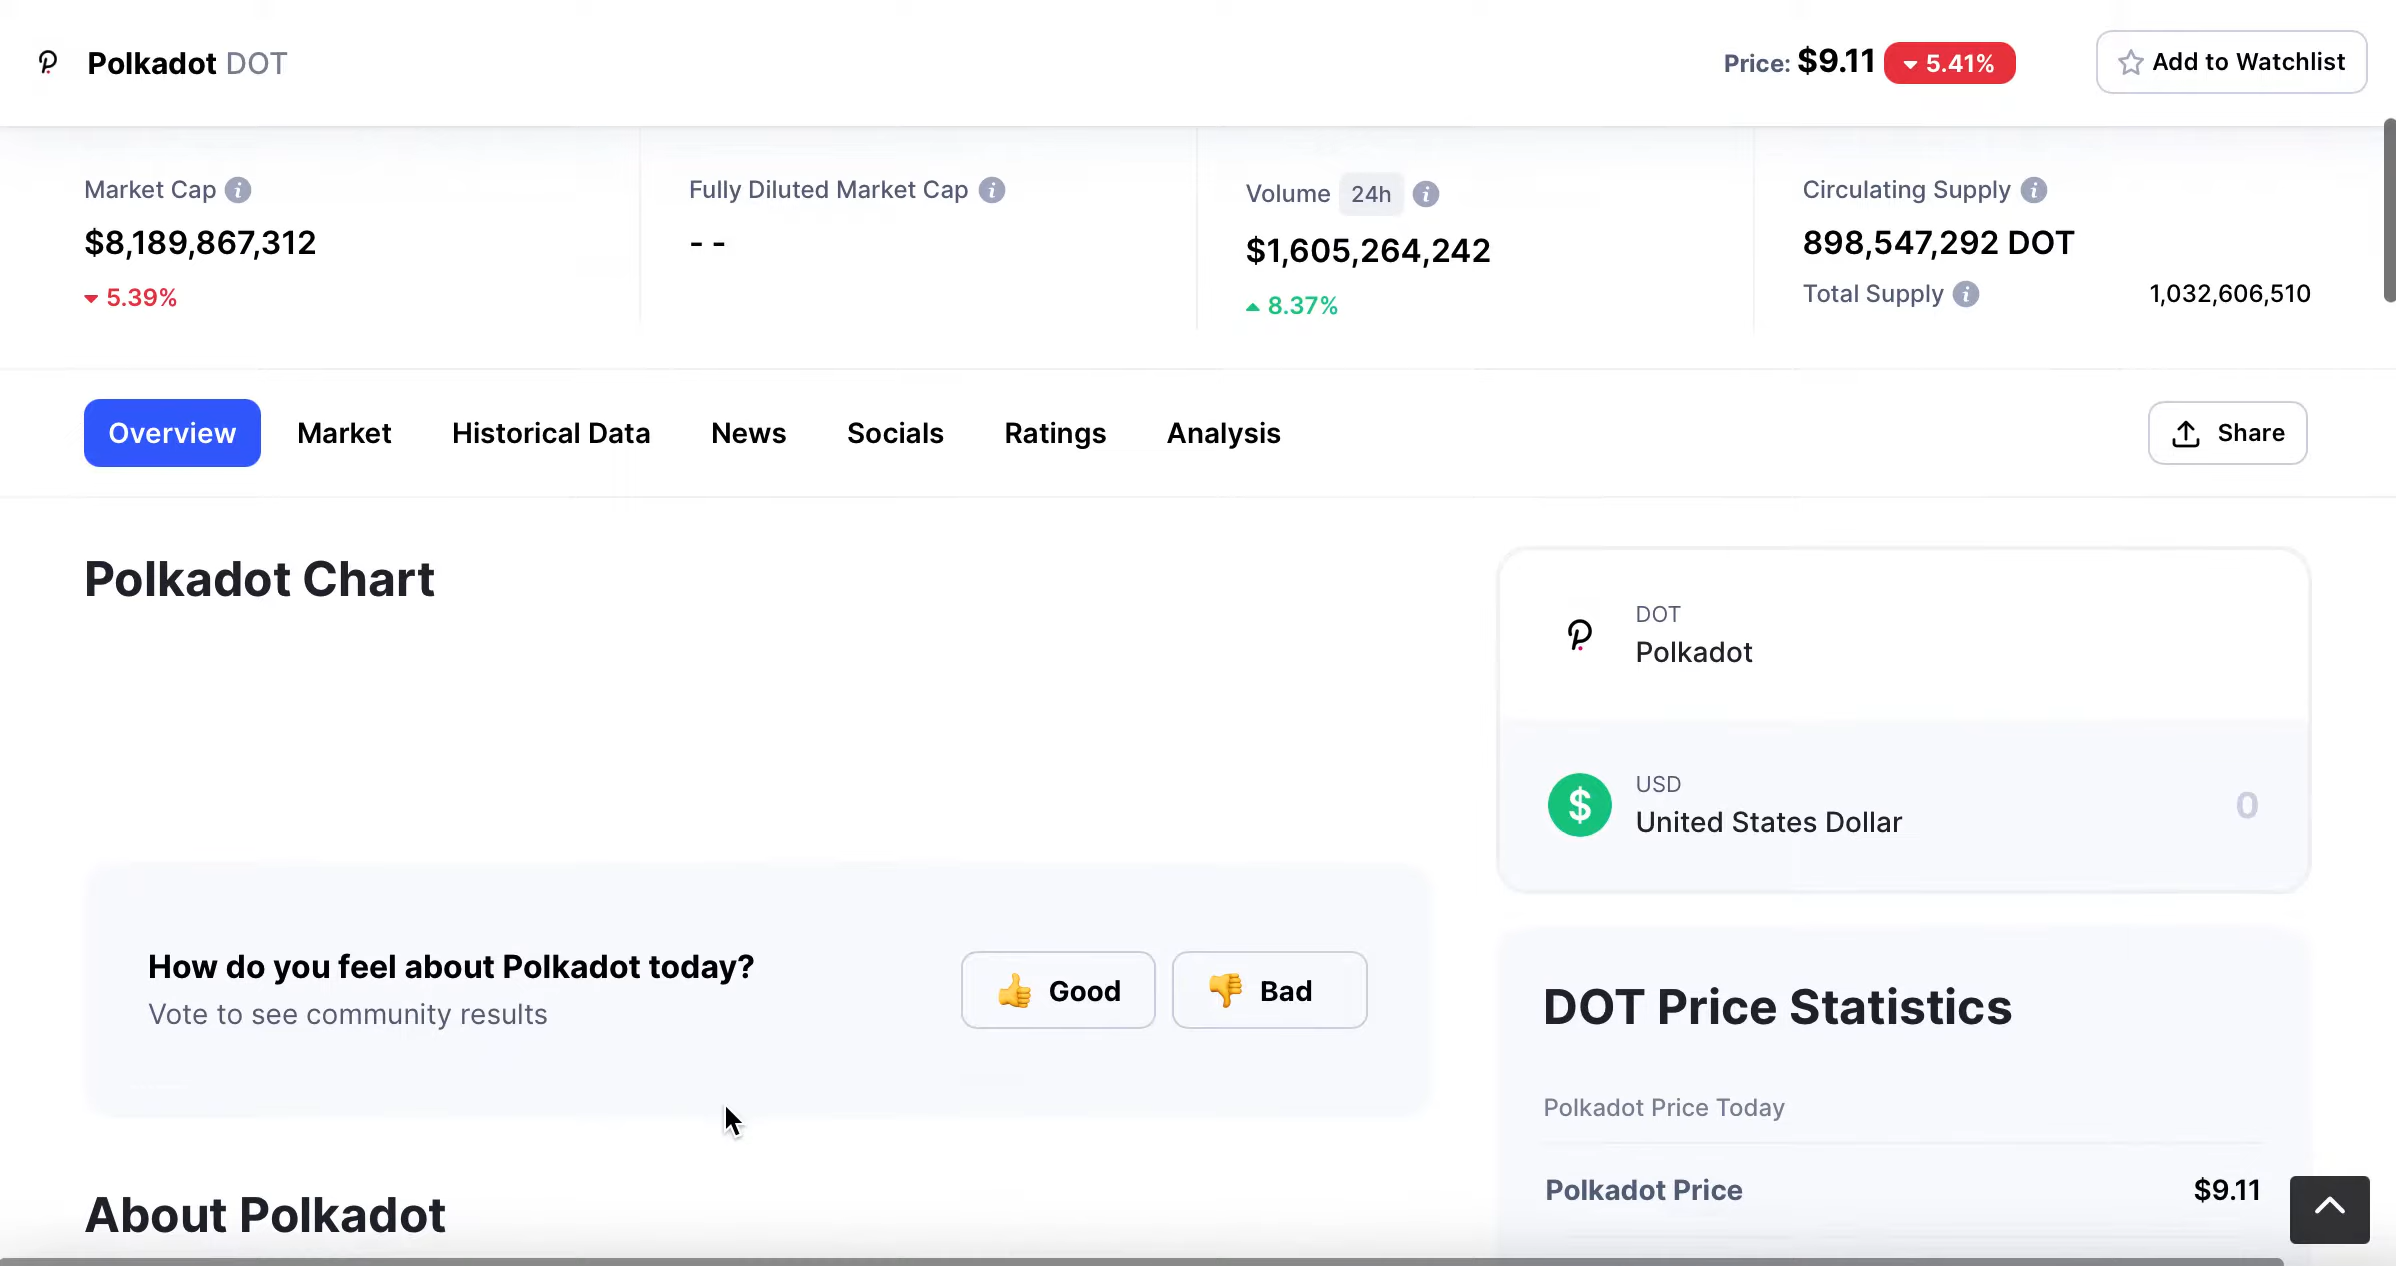 Polkadot DOT
Price: $9.11 5.41%
Add to Watchlist
Market Cap
$8,189,867,312
5.39%
Fully Diluted Market Cap
- -
Volume 24h
$1,605,264,242
8.37%
Circulating Supply
898,547,292 DOT
Total Supply 1,032,606,510
Overview Market Historical Data News Socials Ratings Analysis
Share
Polkadot Chart
How do you feel about Polkadot today?
Vote to see community results
Good
Bad
About Polkadot
DOT
Polkadot
$
USD
United States Dollar
0
DOT Price Statistics
Polkadot Price Today
Polkadot Price $9.11